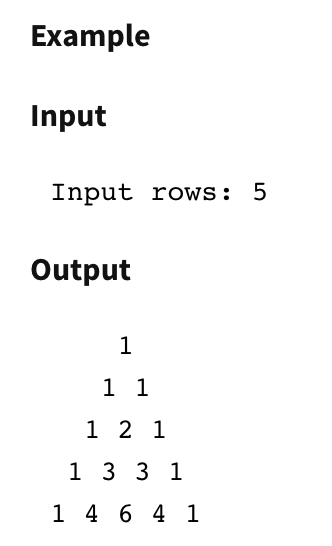 Example
Input
Input rows: 5
Output
1
1 1
1 2 1
1 3 3 1
1 4 6 4 1